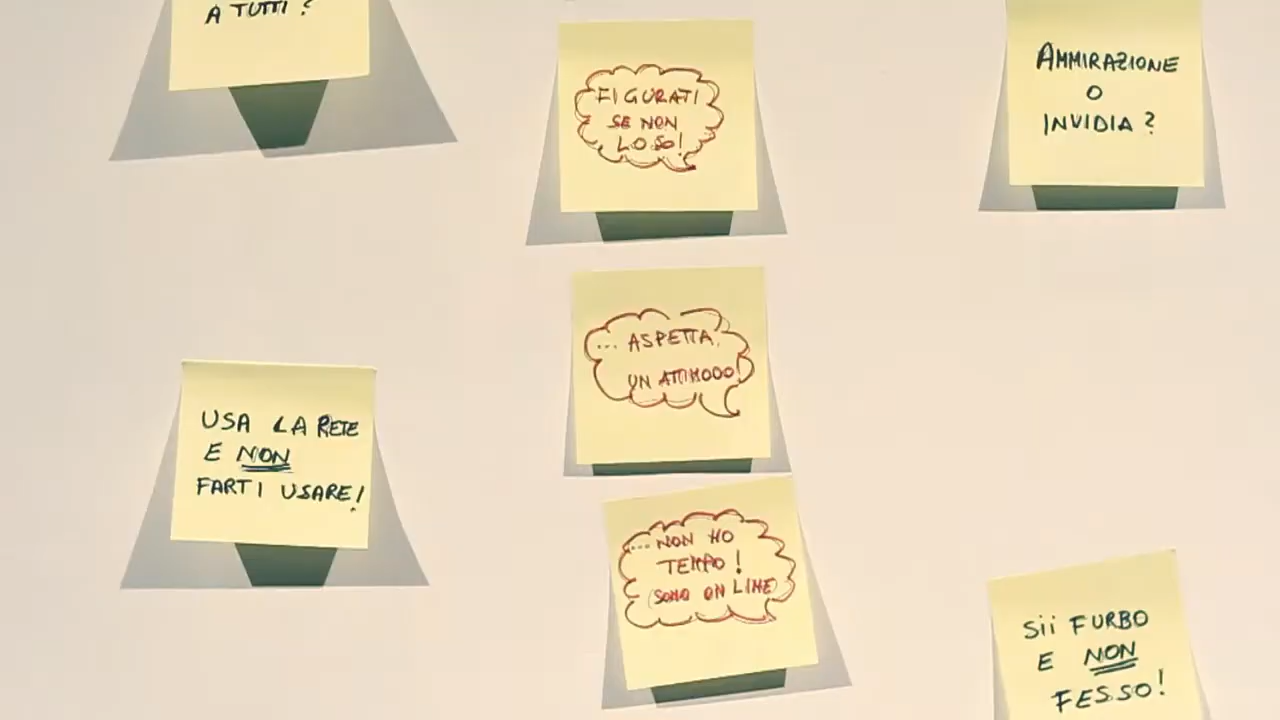 A TUTTI?
FIGURATI
SE NON
LO SO!
AMMIRAZIONE
O
INVIDIA?
... ASPETTA,
UN ATTIMOOO!
USA LA RETE
E NON
FARTI USARE!
... NON HO
TEMPO!
SONO ON LINE
Sii FURBO
E NON
FESSO!